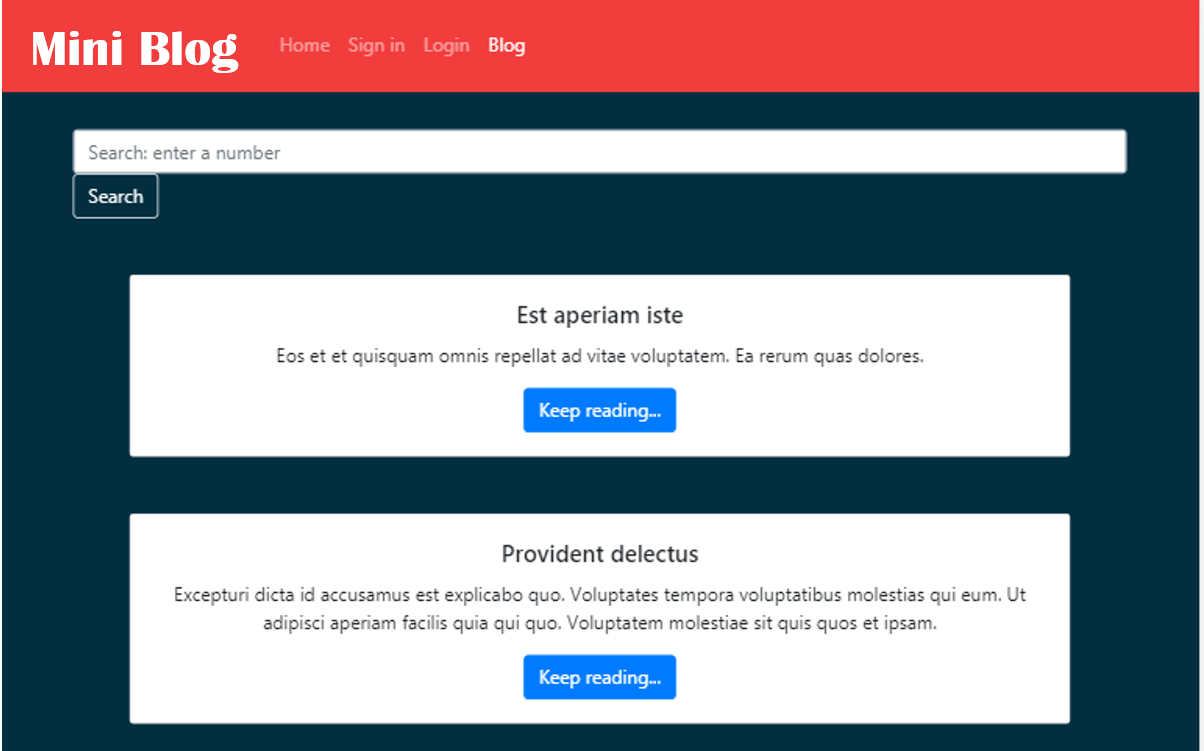 Mini Blog Home Sign in Login Blog
Search: enter a number
Search
Est aperiam iste
Eos et et quisquam omnis repellat ad vitae voluptatem. Ea rerum quas dolores.
Keep reading...
Provident delectus
Excepturi dicta id accusamus est explicabo quo. Voluptates tempora voluptatibus molestias qui eum. Ut
adipisci aperiam facilis quia qui quo. Voluptatem molestiae sit quis quos et ipsam.
Keep reading...